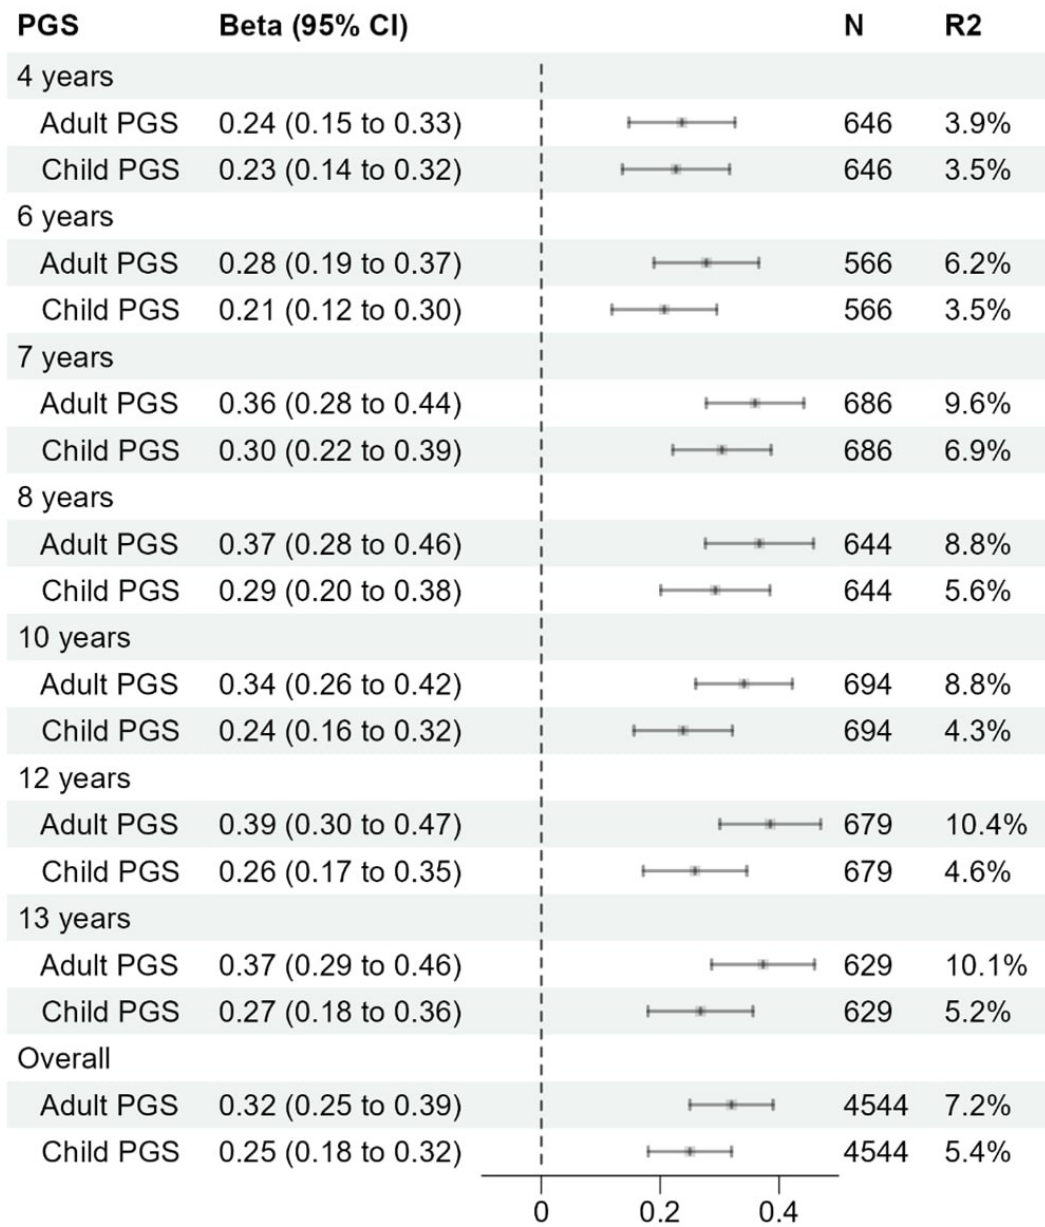 PGS Beta (95% CI) N R2
4 years
Adult PGS 0.24 (0.15 to 0.33) 646 3.9%
Child PGS 0.23 (0.14 to 0.32) 646 3.5%
6 years
Adult PGS 0.28 (0.19 to 0.37) 566 6.2%
Child PGS 0.21 (0.12 to 0.30) 566 3.5%
7 years
Adult PGS 0.36 (0.28 to 0.44) 686 9.6%
Child PGS 0.30 (0.22 to 0.39) 686 6.9%
8 years
Adult PGS 0.37 (0.28 to 0.46) 644 8.8%
Child PGS 0.29 (0.20 to 0.38) 644 5.6%
10 years
Adult PGS 0.34 (0.26 to 0.42) 694 8.8%
Child PGS 0.24 (0.16 to 0.32) 694 4.3%
12 years
Adult PGS 0.39 (0.30 to 0.47) 679 10.4%
Child PGS 0.26 (0.17 to 0.35) 679 4.6%
13 years
Adult PGS 0.37 (0.29 to 0.46) 629 10.1%
Child PGS 0.27 (0.18 to 0.36) 629 5.2%
Overall
Adult PGS 0.32 (0.25 to 0.39) 4544 7.2%
Child PGS 0.25 (0.18 to 0.32) 4544 5.4%
0 0.2 0.4